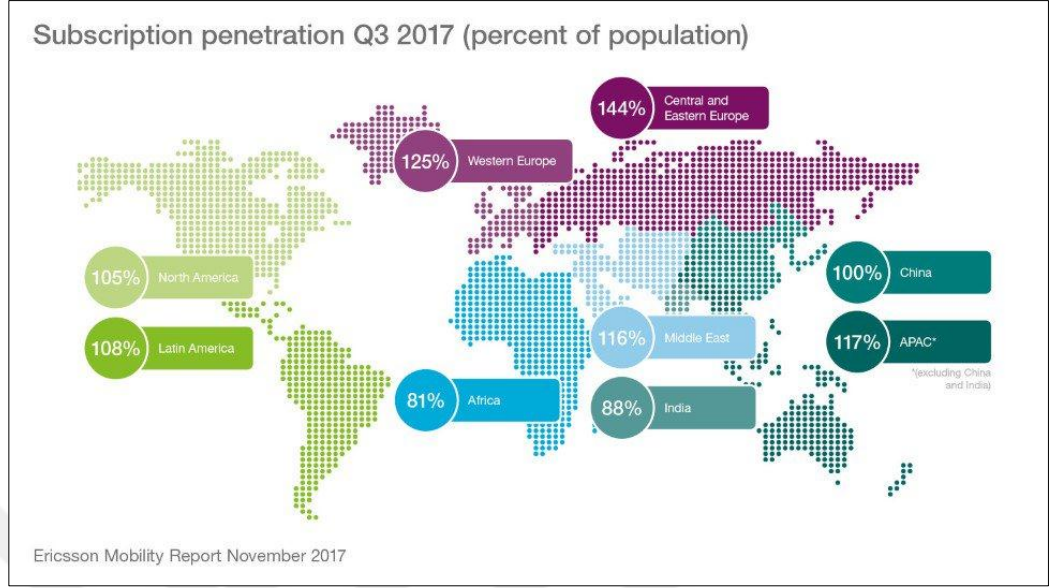 Subscription penetration Q3 2017 (percent of population)
144%
Central and
Eastern Europe
125%
Western Europe
105%
North America
100%
China
108%
Latin America
116%
Middle East
117%
APAC*
*(excluding China
and India)
81%
Africa
88%
India
Ericsson Mobility Report November 2017